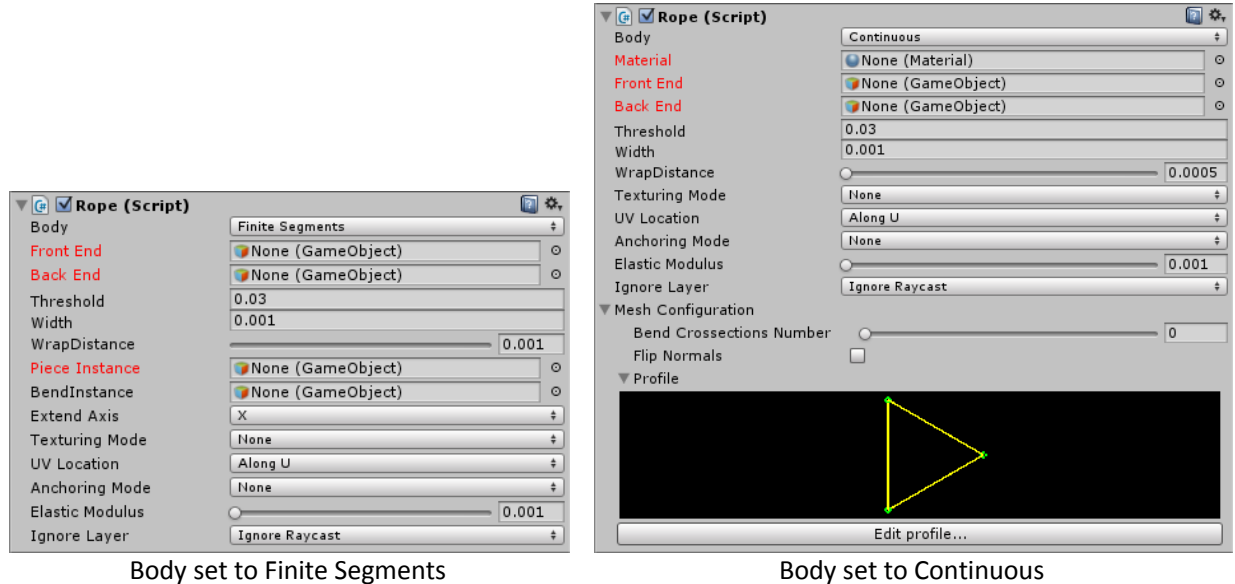 Rope (Script)
Body Finite Segments
Front End None (GameObject)
Back End None (GameObject)
Threshold 0.03
Width 0.001
WrapDistance 0.001
Piece Instance None (GameObject)
BendInstance None (GameObject)
Extend Axis X
Texturing Mode None
UV Location Along U
Anchoring Mode None
Elastic Modulus 0.001
Ignore Layer Ignore Raycast
Body set to Finite Segments
Rope (Script)
Body Continuous
Material None (Material)
Front End None (GameObject)
Back End None (GameObject)
Threshold 0.03
Width 0.001
WrapDistance 0.0005
Texturing Mode None
UV Location Along U
Anchoring Mode None
Elastic Modulus 0.001
Ignore Layer Ignore Raycast
Mesh Configuration
Bend Crossections Number 0
Flip Normals
Profile
Edit profile...
Body set to Continuous